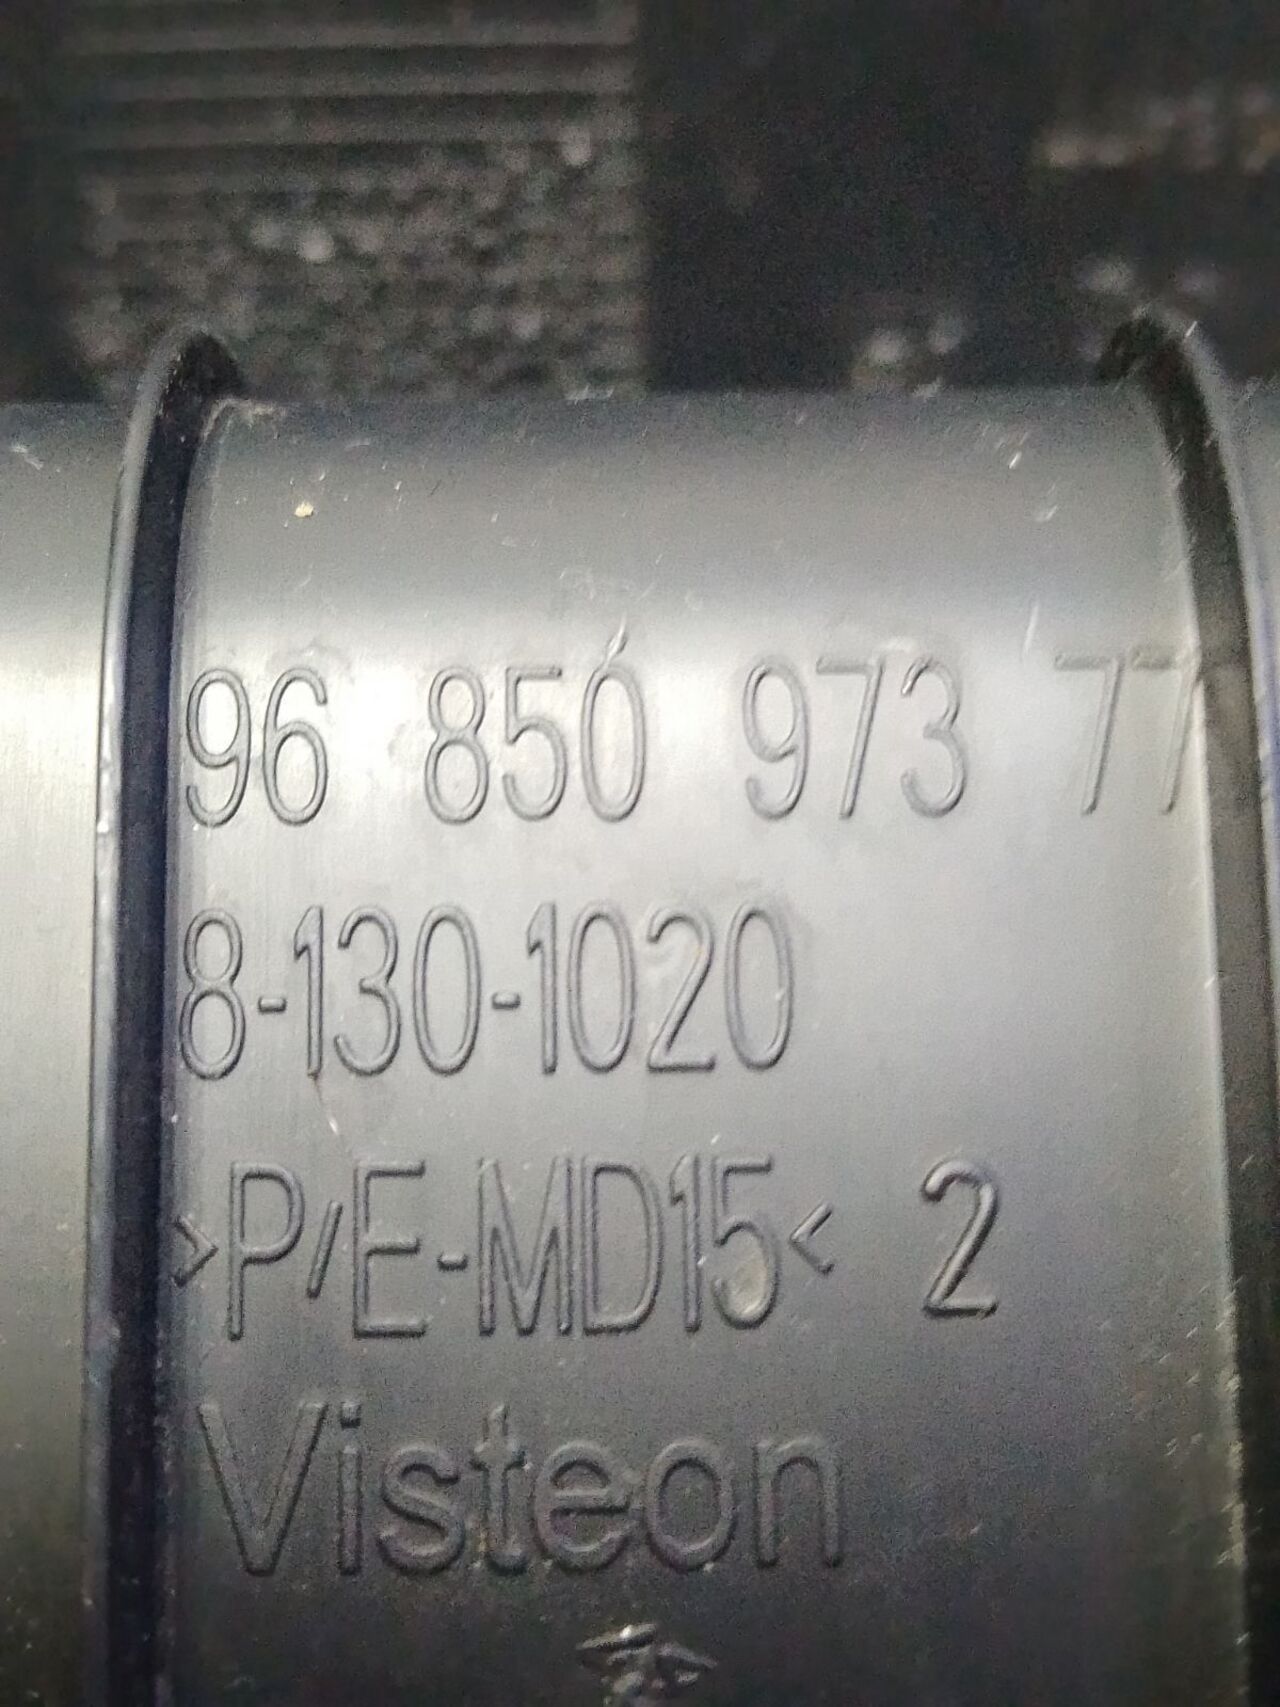 96 850 973 77
8-130-1020
>P/E-MD15< 2
Visteon